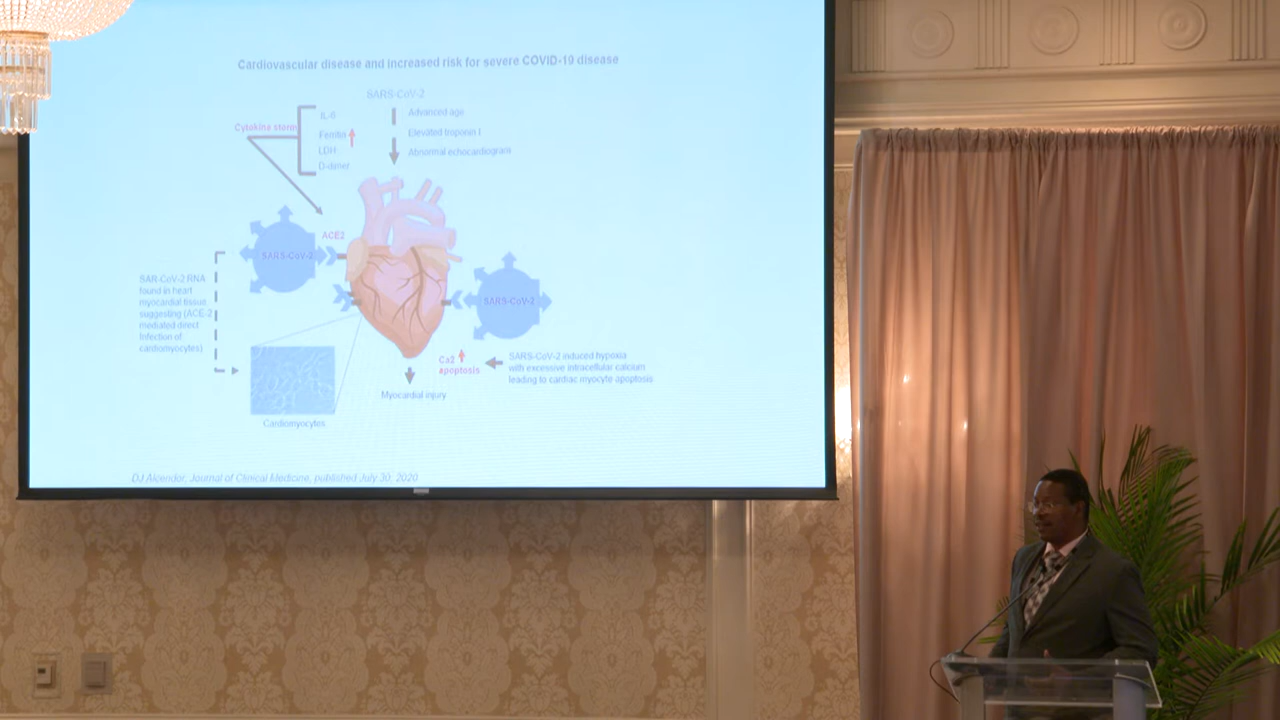 Cardiovascular disease and increased risk for severe COVID-19 disease
SARS-CoV-2
IL-6
Ferritin
LDH
D-dimer
Cytokine storm
Advanced age
Elevated troponin I
Abnormal echocardiogram
ACE2
SARS-CoV-2
SARS-CoV-2
SAR-CoV-2 RNA
found in heart
myocardial tissue
suggesting (ACE-2
mediated direct
infection of
cardiomyocytes)
Cardiomyocytes
Ca2
apoptosis
Myocardial injury
SARS-CoV-2 induced hypoxia
with excessive intracellular calcium
leading to cardiac myocyte apoptosis
DJ Alcendor, Journal of Clinical Medicine, published July 30, 2020